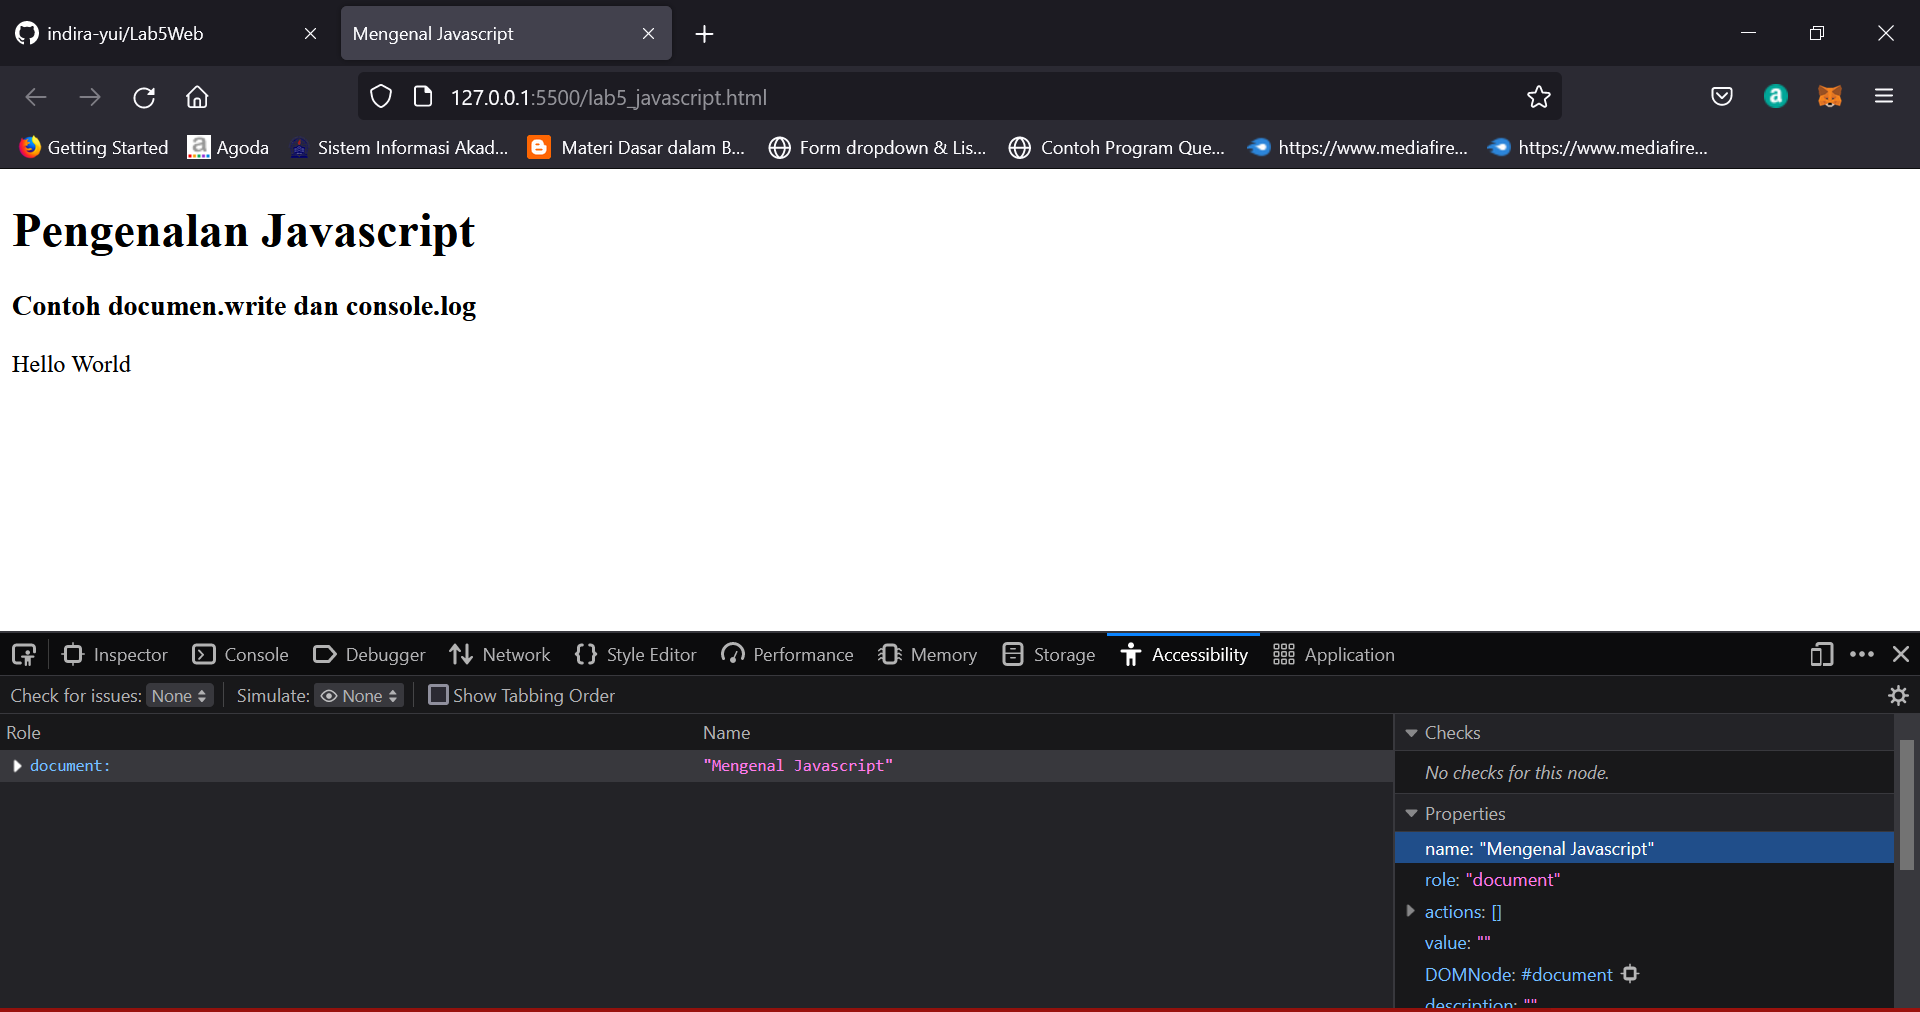 indira-yui/Lab5Web
Mengenal Javascript
127.0.0.1:5500/lab5_javascript.html
Getting Started a Agoda Sistem Informasi Akad... Materi Dasar dalam B... Form dropdown & Lis... Contoh Program Que... https://www.mediafire... https://www.mediafire...
Pengenalan Javascript
Contoh documen.write dan console.log
Hello World
Inspector Console Debugger Network Style Editor Performance Memory Storage Accessibility Application
Check for issues: None Simulate: None Show Tabbing Order
Role Name
document: "Mengenal Javascript"
Checks
No checks for this node.
Properties
name: "Mengenal Javascript"
role: "document"
actions: []
value: ""
DOMNode: #document
description: ""